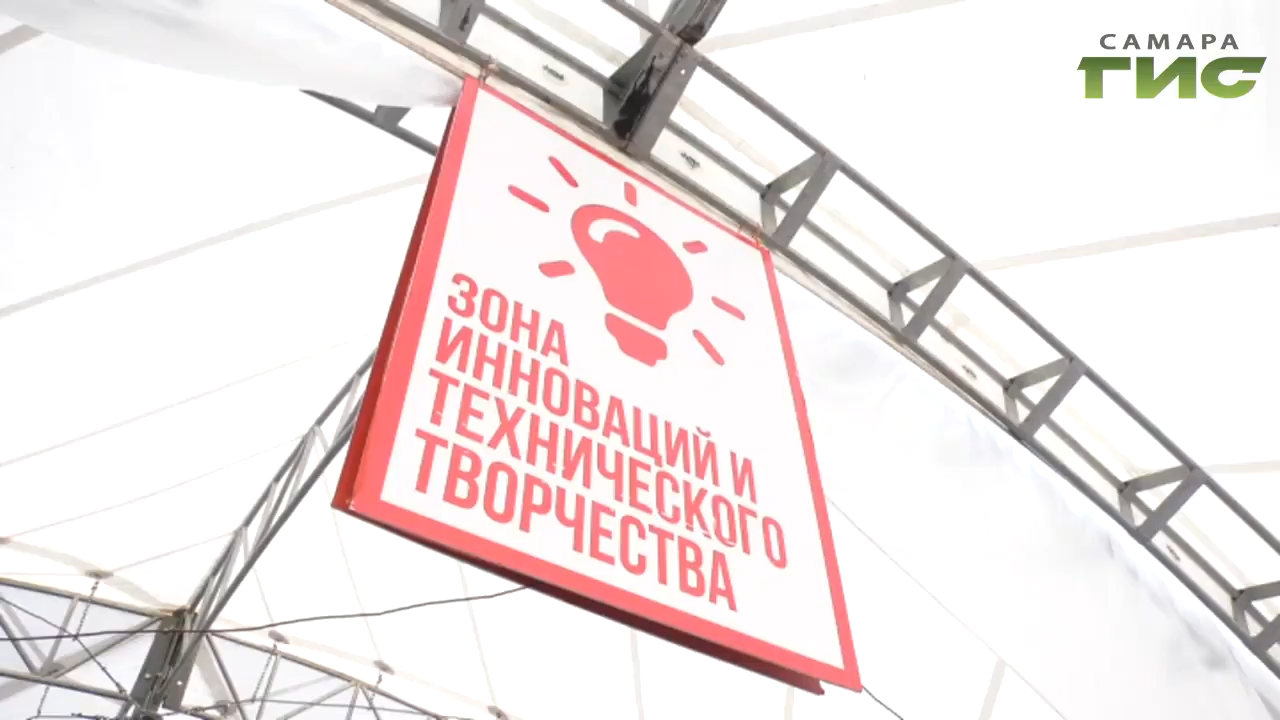 САМАРА
ГИС
ЗОНА
ИННОВАЦИЙ И
ТЕХНИЧЕСКОГО
ТВОРЧЕСТВА